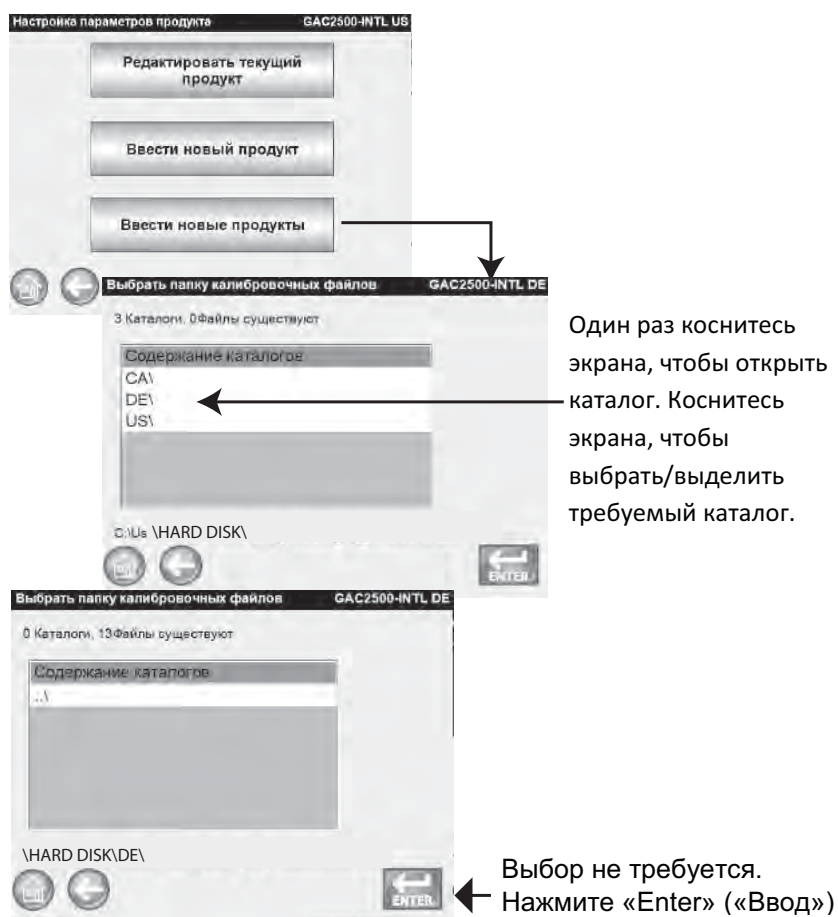 Настройка параметров продукта GAC2500-INTL US
Редактировать текущий
продукт
Ввести новый продукт
Ввести новые продукты
Выбрать папку калибровочных файлов GAC2500-INTL DE
3 Каталоги, 0Файлы существуют
Содержание каталогов
CA\
DE\
US\
C:\Us \HARD DISK\
ENTER
Один раз коснитесь
экрана, чтобы открыть
каталог. Коснитесь
экрана, чтобы
выбрать/выделить
требуемый каталог.
Выбрать папку калибровочных файлов GAC2500-INTL DE
0 Каталоги, 13Файлы существуют
Содержание каталогов
..\
\HARD DISK\DE\
ENTER
Выбор не требуется.
Нажмите «Enter» («Ввод»)